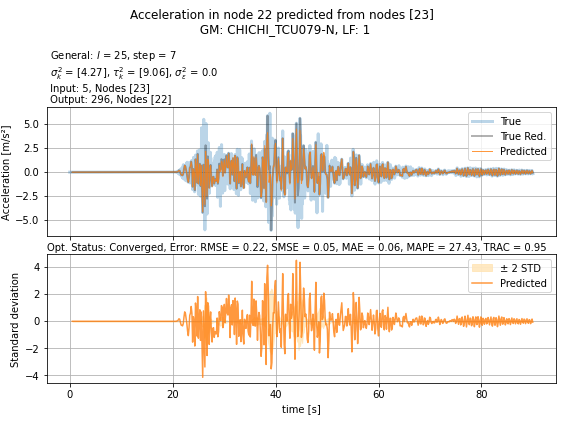 Acceleration in node 22 predicted from nodes [23]
GM: CHICHI_TCU079-N, LF: 1
General: l = 25, step = 7
σ²ₖ = [4.27], τ²ₖ = [9.06], σ²ε = 0.0
Input: 5, Nodes [23]
Output: 296, Nodes [22]
Acceleration [m/s²]
5.0
2.5
0.0
−2.5
−5.0
True
True Red.
Predicted
Opt. Status: Converged, Error: RMSE = 0.22, SMSE = 0.05, MAE = 0.06, MAPE = 27.43, TRAC = 0.95
Standard deviation
4
2
0
−2
−4
± 2 STD
Predicted
0 20 40 60 80
time [s]